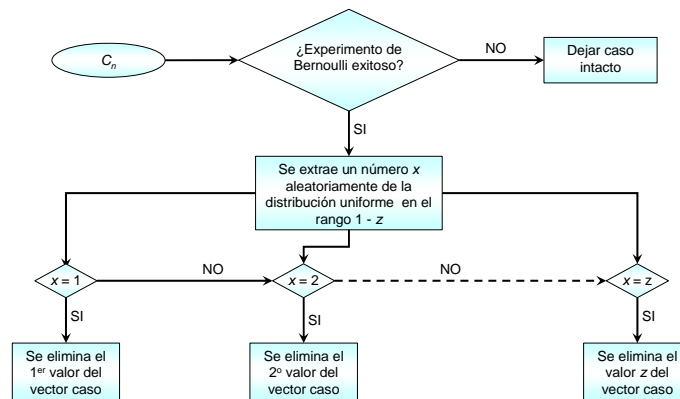 ¿Experimento de
Bernoulli exitoso?
Cn
NO
Dejar caso
intacto
SI
Se extrae un número x
aleatoriamente de la
distribución uniforme en el
rango 1 - z
x = 1
NO
x = 2
NO
x = z
SI
SI
SI
Se elimina el
1er valor del
vector caso
Se elimina el
2º valor del
vector caso
Se elimina el
valor z del
vector caso